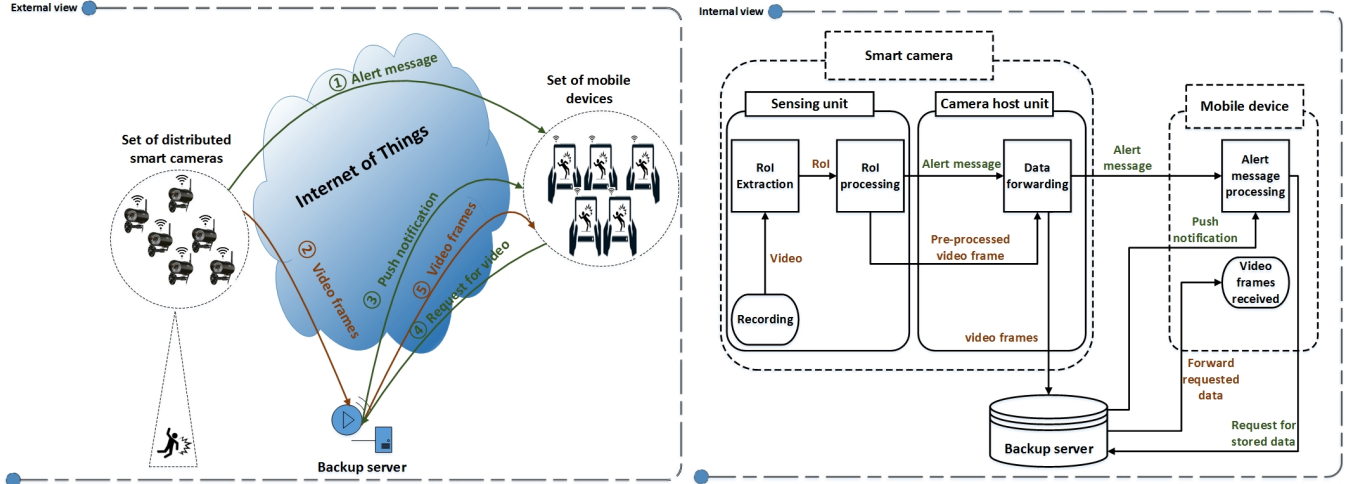 External view
① Alert message
Set of mobile
devices
Set of distributed
smart cameras
Internet of Things
② Video frames
③ Push notification
⑤ Video frames
④ Request for video
Backup server
Internal view
Smart camera
Sensing unit
Camera host unit
Mobile device
RoI
Extraction
RoI
RoI
processing
Alert message
Data
forwarding
Alert
message
Alert
message
processing
Video
Pre-processed
video frame
Push
notification
Recording
Video
frames
received
video frames
Forward
requested
data
Backup server
Request for
stored data